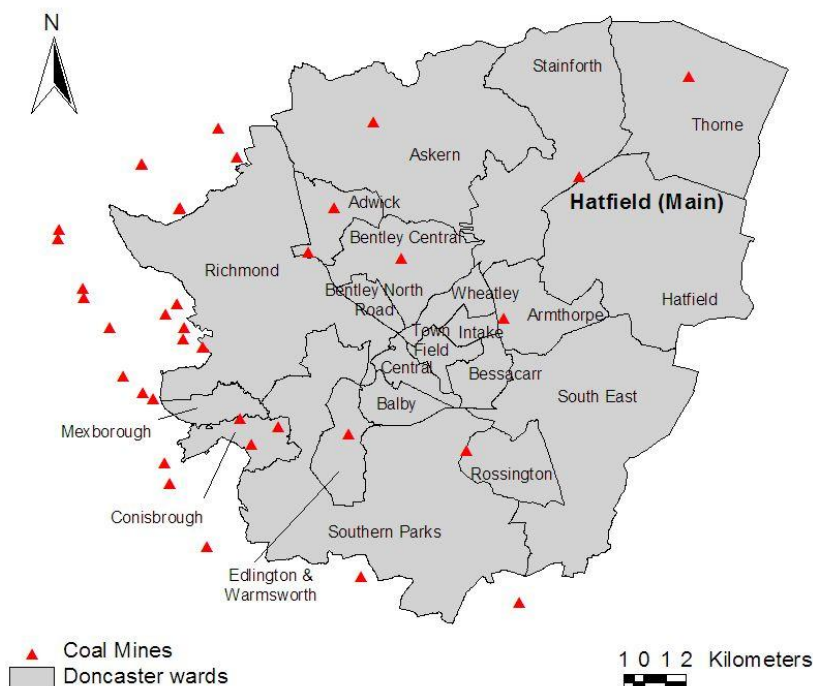 N
Stainforth
Thorne
Askern
Hatfield (Main)
Adwick
Bentley Central
Richmond
Bentley North
Road
Wheatley
Armthorpe
Hatfield
Town
Field
Intake
Central
Bessacarr
South East
Balby
Mexborough
Rossington
Conisbrough
Southern Parks
Edlington &
Warmsworth
Coal Mines
Doncaster wards
1 0 1 2 Kilometers